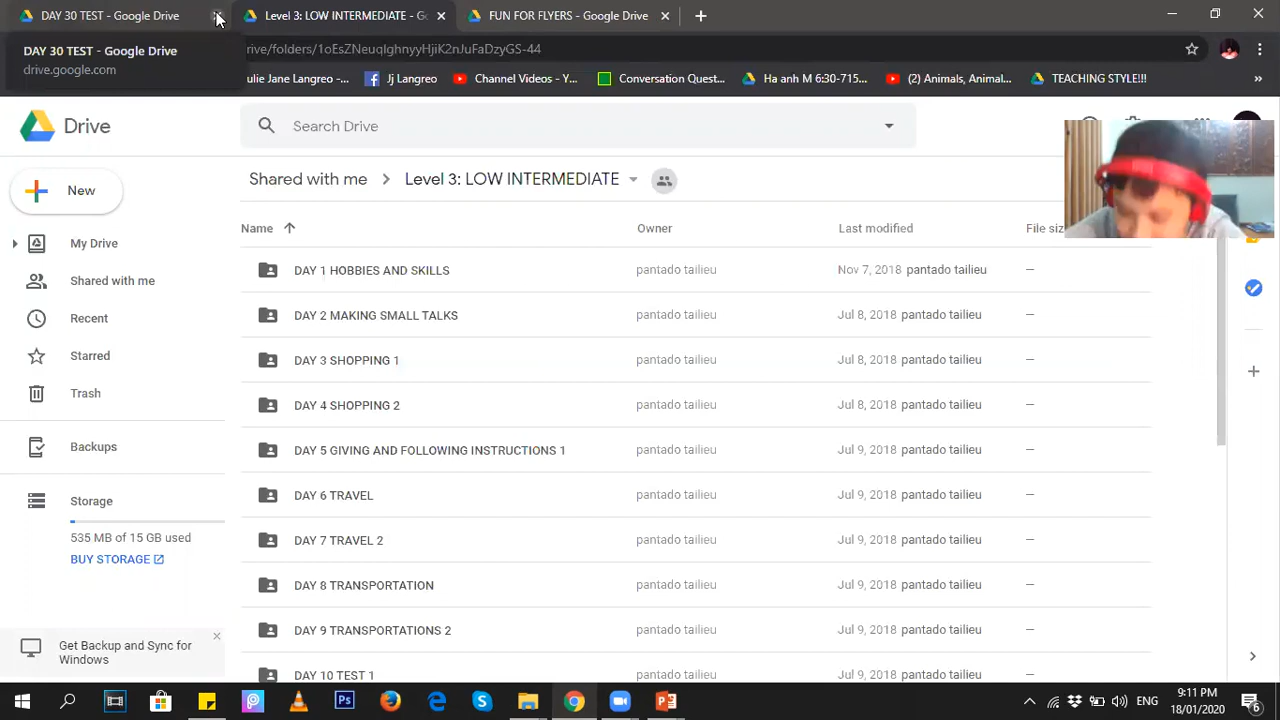 DAY 30 TEST - Google Drive
Level 3: LOW INTERMEDIATE - G
FUN FOR FLYERS - Google Drive
DAY 30 TEST - Google Drive
drive.google.com
rive/folders/1oEsZNeuqIghnyyHjiK2nJyzDyGS-44
ulie Jane Langreo -...
Jj Langreo
Channel Videos - Y...
Conversation Quest...
Ha anh M 6:30-715...
(2) Animals, Animal...
TEACHING STYLE!!!
»
Drive
Search Drive
New
Shared with me
Level 3: LOW INTERMEDIATE
Name
Owner
Last modified
File siz
My Drive
Shared with me
Recent
Starred
Trash
Backups
Storage
535 MB of 15 GB used
BUY STORAGE
Get Backup and Sync for
Windows
DAY 1 HOBBIES AND SKILLS pantado tailieu Nov 7, 2018 pantado tailieu —
DAY 2 MAKING SMALL TALKS pantado tailieu Jul 8, 2018 pantado tailieu —
DAY 3 SHOPPING 1 pantado tailieu Jul 8, 2018 pantado tailieu —
DAY 4 SHOPPING 2 pantado tailieu Jul 8, 2018 pantado tailieu —
DAY 5 GIVING AND FOLLOWING INSTRUCTIONS 1 pantado tailieu Jul 9, 2018 pantado tailieu —
DAY 6 TRAVEL pantado tailieu Jul 9, 2018 pantado tailieu —
DAY 7 TRAVEL 2 pantado tailieu Jul 9, 2018 pantado tailieu —
DAY 8 TRANSPORTATION pantado tailieu Jul 9, 2018 pantado tailieu —
DAY 9 TRANSPORTATIONS 2 pantado tailieu Jul 9, 2018 pantado tailieu —
DAY 10 TEST 1 pantado tailieu Jul 9, 2018 pantado tailieu —
Ps
ENG
9:11 PM
18/01/2020
6